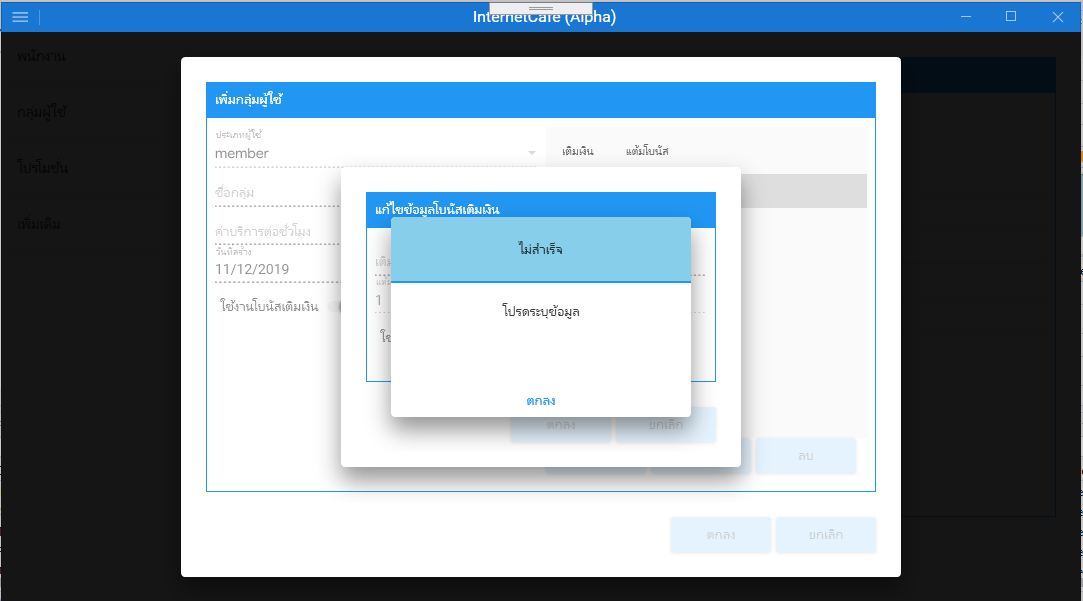 InternetCafe (Alpha)
พนักงาน
กลุ่มผู้ใช้
โปรโมชั่น
เพิ่มเติม
เพิ่มกลุ่มผู้ใช้
ประเภทผู้ใช้
member
ชื่อกลุ่ม
ค่าบริการต่อชั่วโมง
วันที่สร้าง
11/12/2019
ใช้งานโบนัสเติมเงิน
เติมเงิน แต้มโบนัส
แก้ไขข้อมูลโบนัสเติมเงิน
1
ไม่สำเร็จ
โปรดระบุข้อมูล
ตกลง
ตกลง ยกเลิก
ลบ
ตกลง ยกเลิก